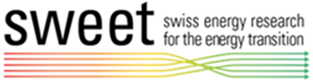 sweet swiss energy research
for the energy transition